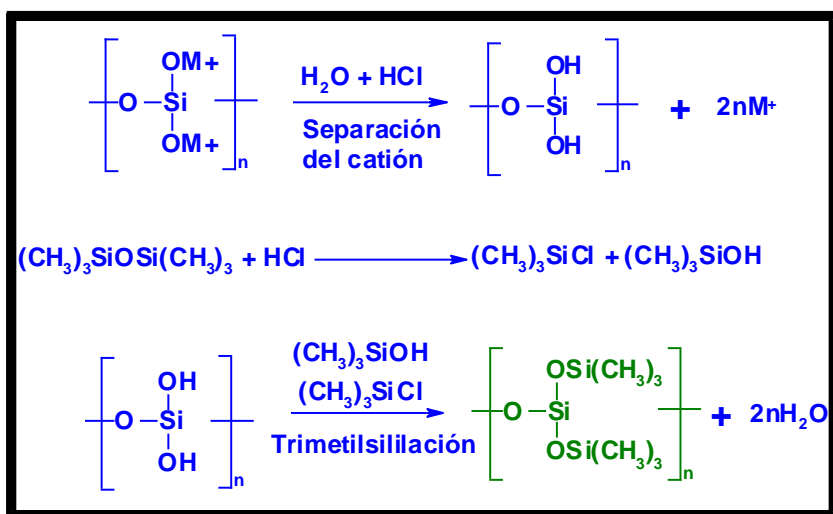 OM+
H₂O + HCl
OH
O Si
O Si + 2nM+
OM+
Separación
del catión
OH
n
n
(CH₃)₃SiOSi(CH₃)₃ + HCl (CH₃)₃SiCl + (CH₃)₃SiOH
OH
(CH₃)₃SiOH
(CH₃)₃SiCl
OSi(CH₃)₃
O Si
O Si + 2nH₂O
OH
Trimetilsililación
OSi(CH₃)₃
n
n